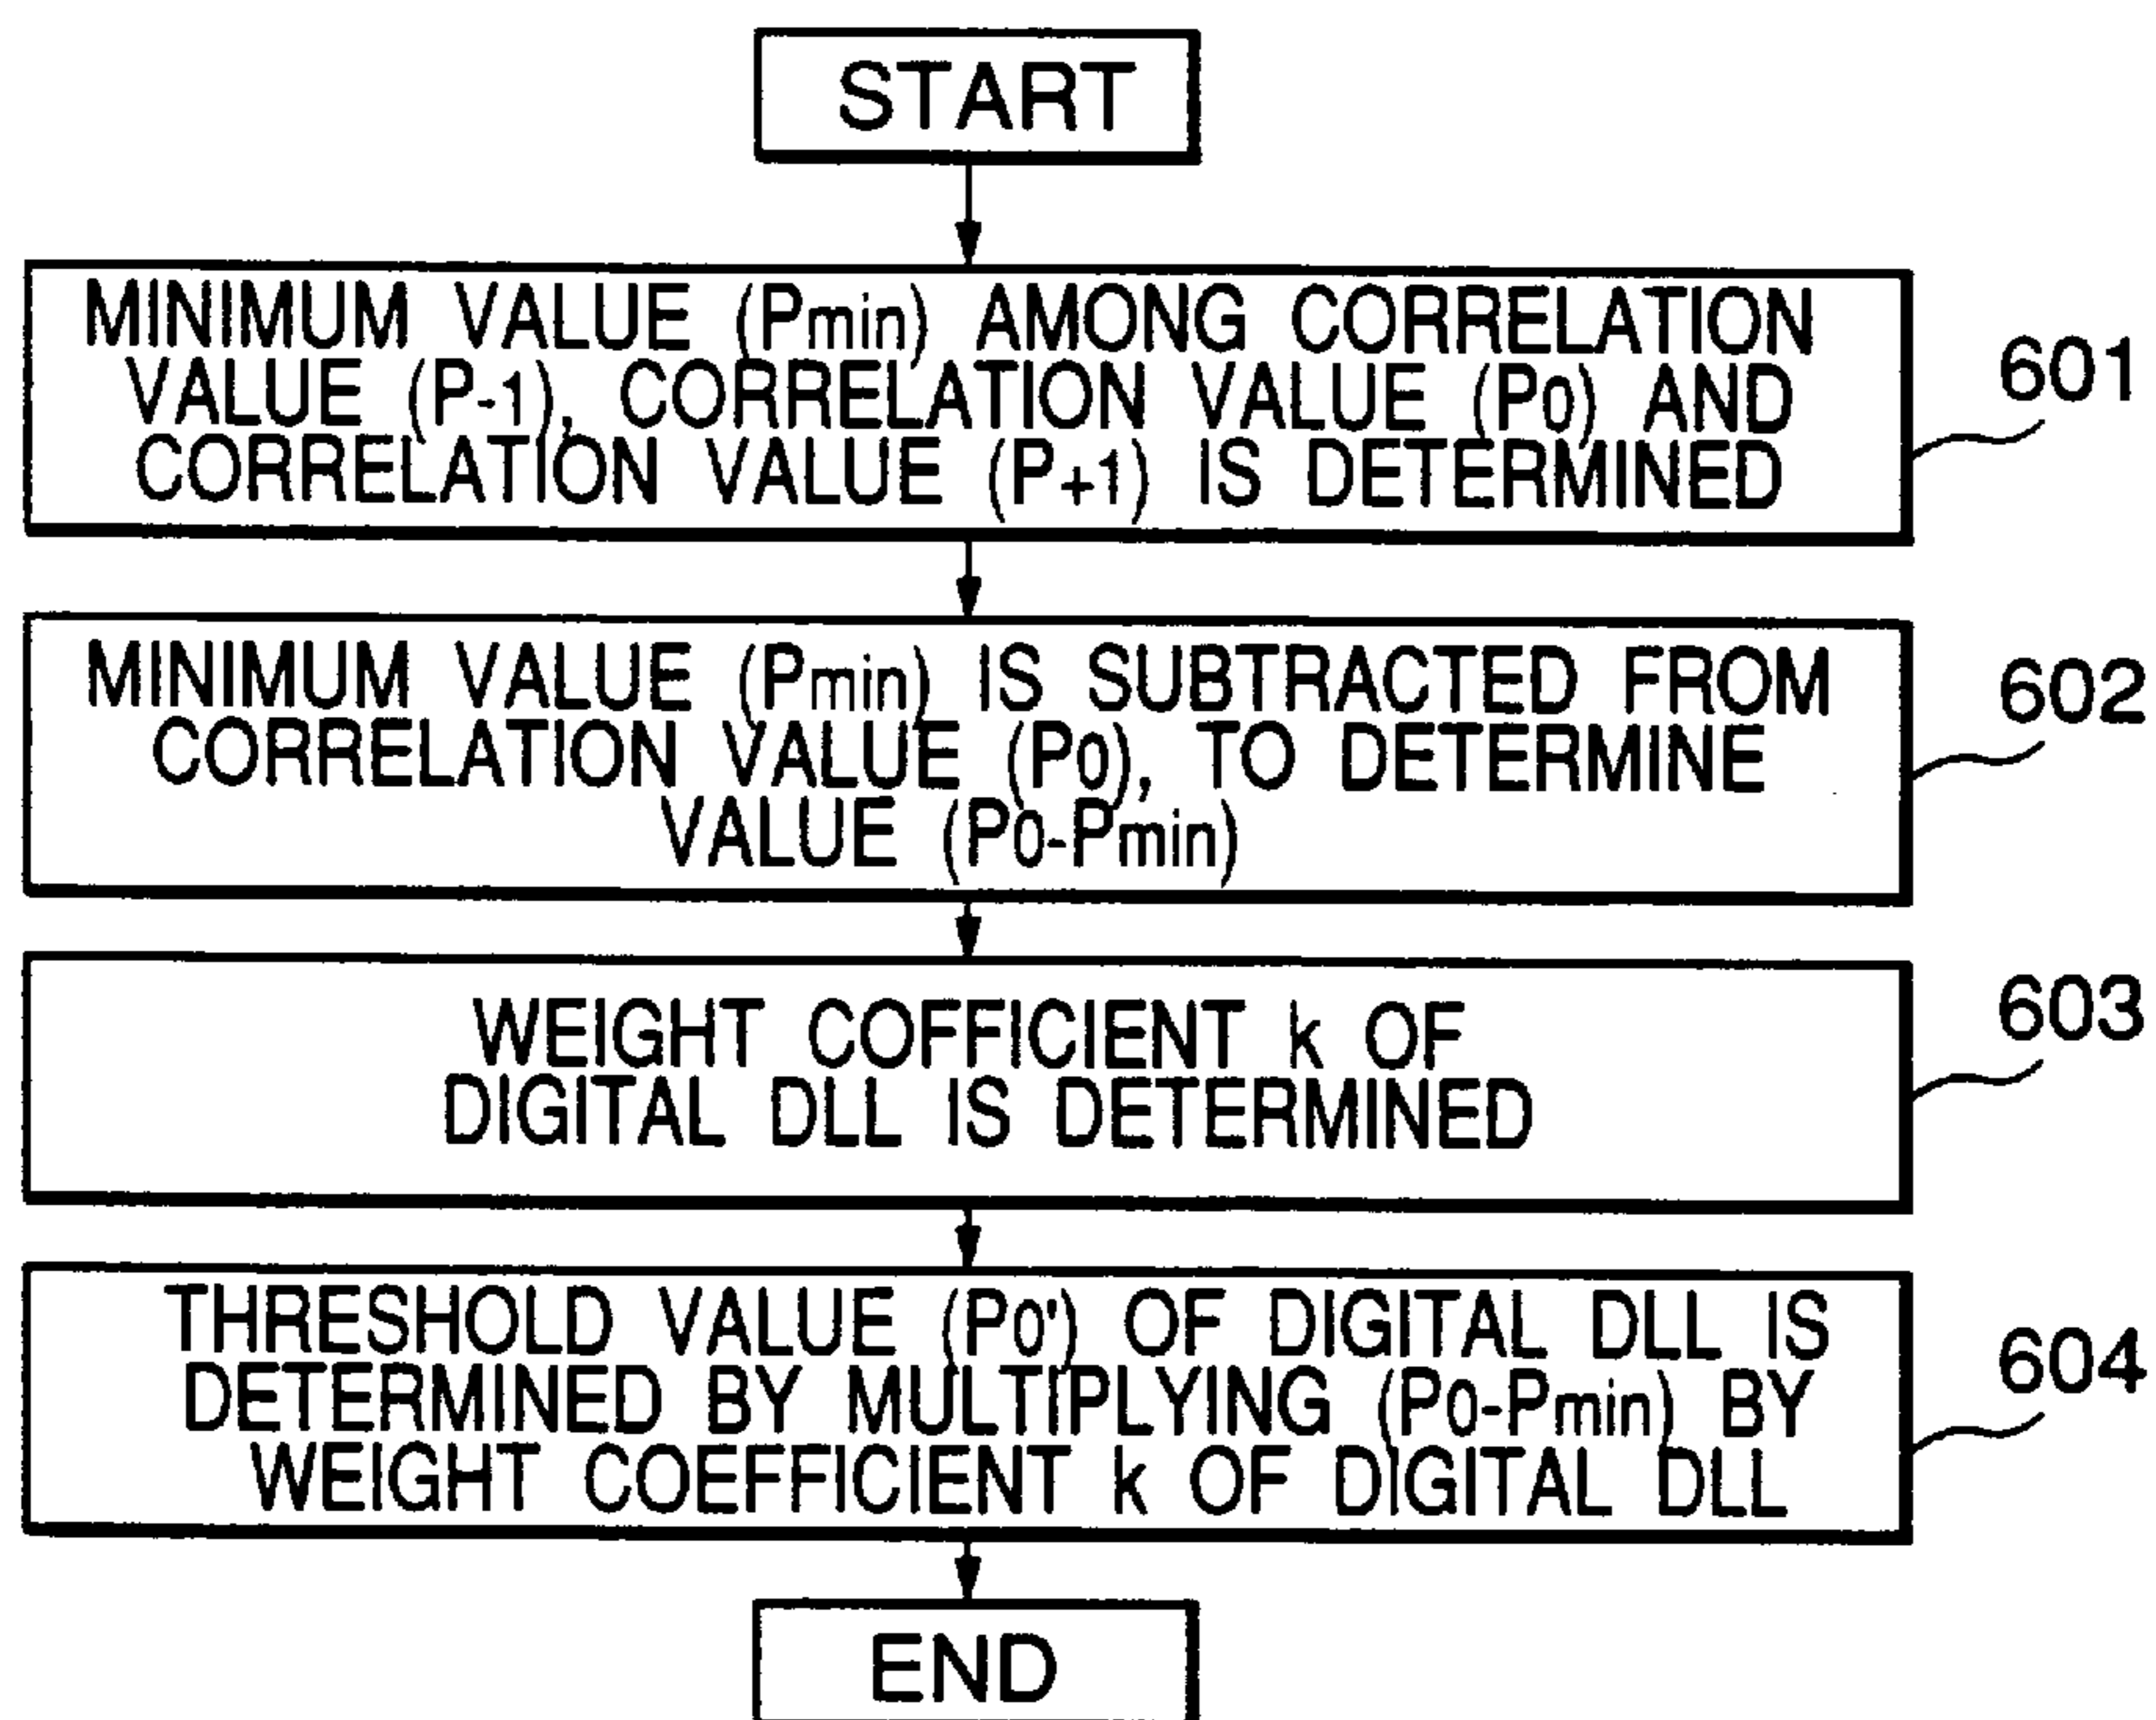 START
MINIMUM VALUE (Pmin) AMONG CORRELATION
VALUE (P-1), CORRELATION VALUE (P0) AND
CORRELATION VALUE (P+1) IS DETERMINED
601
MINIMUM VALUE (Pmin) IS SUBTRACTED FROM
CORRELATION VALUE (P0), TO DETERMINE
VALUE (P0-Pmin)
602
WEIGHT COFFICIENT k OF
DIGITAL DLL IS DETERMINED
603
THRESHOLD VALUE (P0') OF DIGITAL DLL IS
DETERMINED BY MULTIPLYING (P0-Pmin) BY
WEIGHT COEFFICIENT k OF DIGITAL DLL
604
END